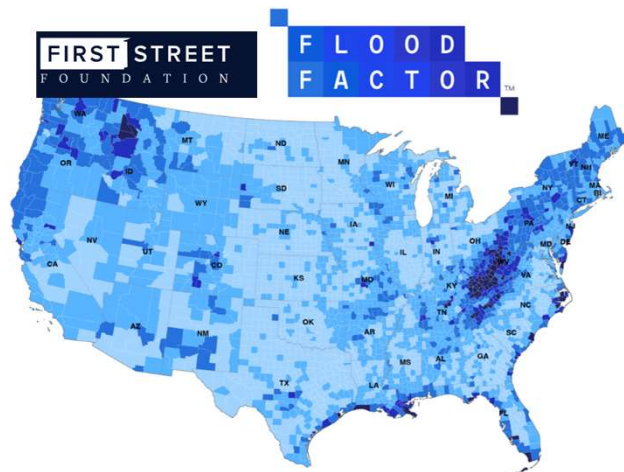 FIRST STREET
FOUNDATION
FLOOD
FACTOR™
WA
MT
ND
MN
ME
OR
ID
WI
VT
NH
NY
MA
RI
CT
SD
MI
WY
IA
PA
NJ
NE
OH
MD
DE
NV
UT
IL
IN
WV
CO
CA
KS
MO
KY
VA
NC
TN
OK
AR
SC
AZ
NM
MS
AL
GA
TX
LA
FL